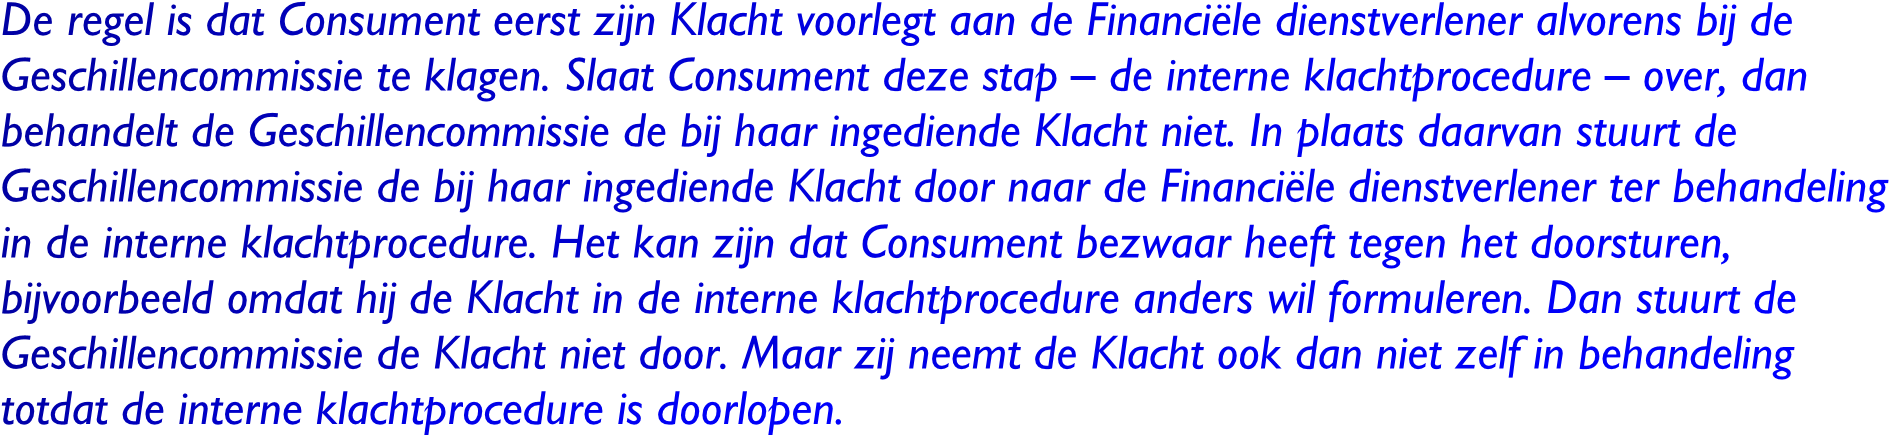 De regel is dat Consument eerst zijn Klacht voorlegt aan de Financiële dienstverlener alvorens bij de
Geschillencommissie te klagen. Slaat Consument deze stap – de interne klachtprocedure – over, dan
behandelt de Geschillencommissie de bij haar ingediende Klacht niet. In plaats daarvan stuurt de
Geschillencommissie de bij haar ingediende Klacht door naar de Financiële dienstverlener ter behandeling
in de interne klachtprocedure. Het kan zijn dat Consument bezwaar heeft tegen het doorsturen,
bijvoorbeeld omdat hij de Klacht in de interne klachtprocedure anders wil formuleren. Dan stuurt de
Geschillencommissie de Klacht niet door. Maar zij neemt de Klacht ook dan niet zelf in behandeling
totdat de interne klachtprocedure is doorlopen.